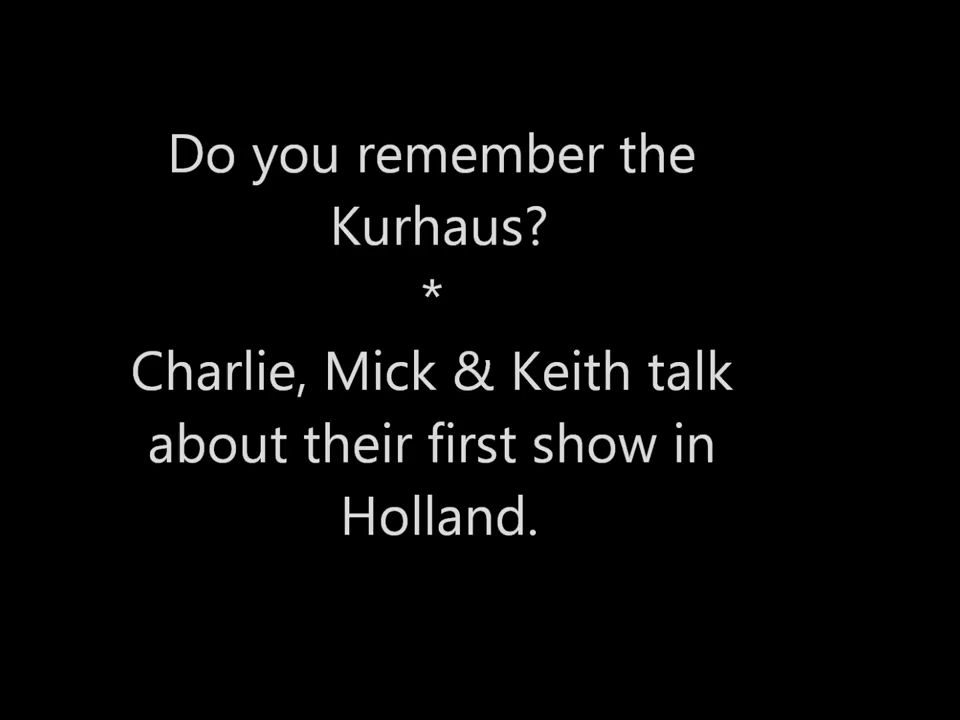 Do you remember the
Kurhaus?
*
Charlie, Mick & Keith talk
about their first show in
Holland.